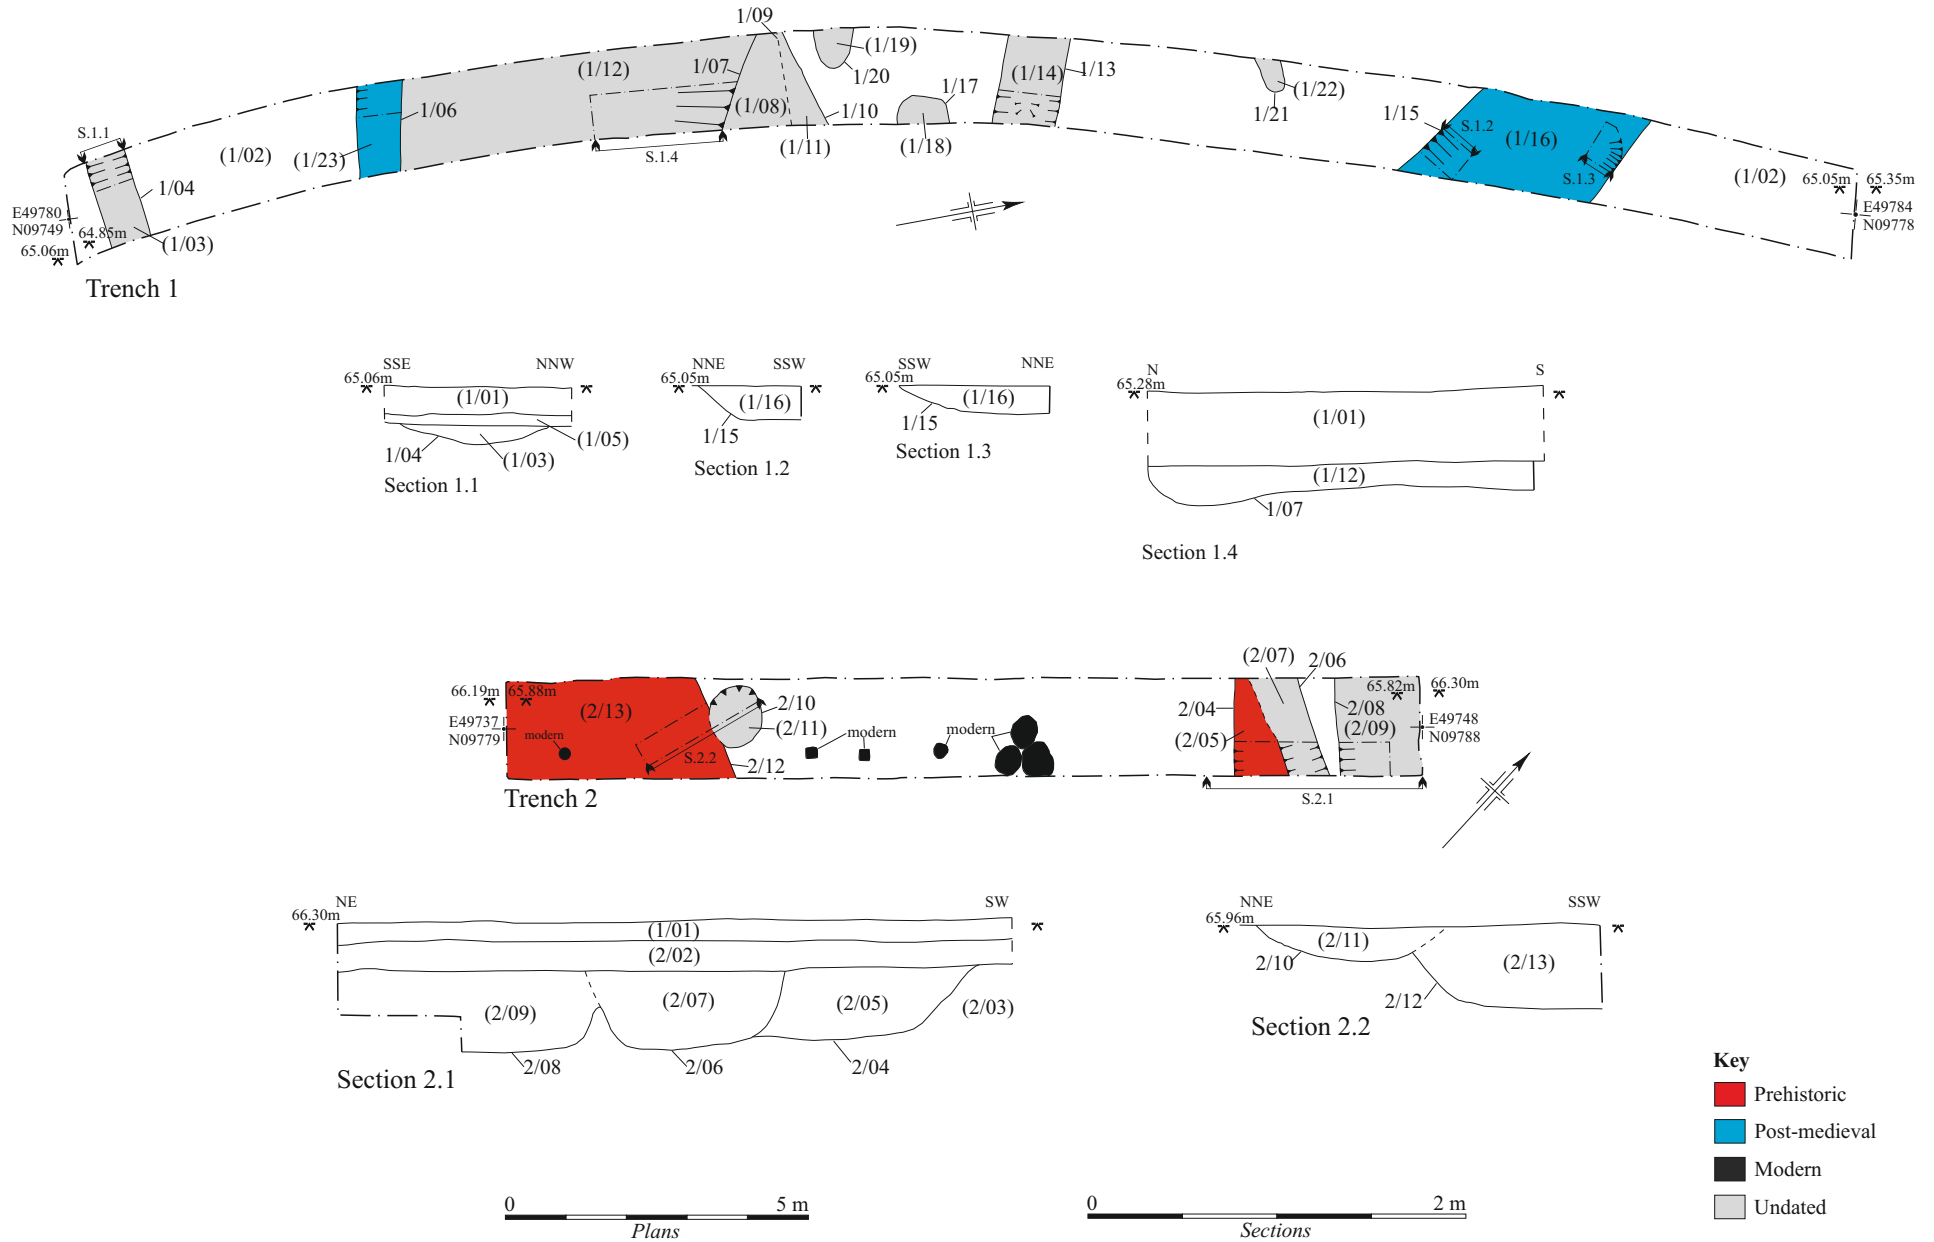 1/09
(1/19)
(1/12)
1/07
1/20
(1/14)
1/13
1/17
(1/22)
1/06
(1/08)
1/10
1/21
1/15
S.1.2
(1/16)
S.1.1
(1/02)
(1/23)
S.1.4
(1/11)
(1/18)
S.1.3
(1/02)
65.05m
65.35m
1/04
E49780
N09749
64.85m
65.06m
(1/03)
E49784
N09778
Trench 1
SSE
NNW
65.06m
(1/01)
(1/05)
1/04
(1/03)
Section 1.1
NNE
SSW
65.05m
(1/16)
1/15
Section 1.2
SSW
NNE
65.05m
(1/16)
1/15
Section 1.3
N
S
65.28m
(1/01)
(1/12)
1/07
Section 1.4
66.19m
65.88m
(2/13)
E49737
N09779
modern
S.2.2
2/10
(2/11)
2/12
modern
modern
(2/07)
2/06
2/04
(2/05)
65.82m
66.30m
2/08
(2/09)
E49748
N09788
S.2.1
Trench 2
NE
SW
66.30m
(1/01)
(2/02)
(2/09)
(2/07)
(2/05)
(2/03)
2/08
2/06
2/04
Section 2.1
NNE
SSW
65.96m
(2/11)
2/10
(2/13)
2/12
Section 2.2
Key
Prehistoric
Post-medieval
Modern
Undated
0
5 m
Plans
0
2 m
Sections